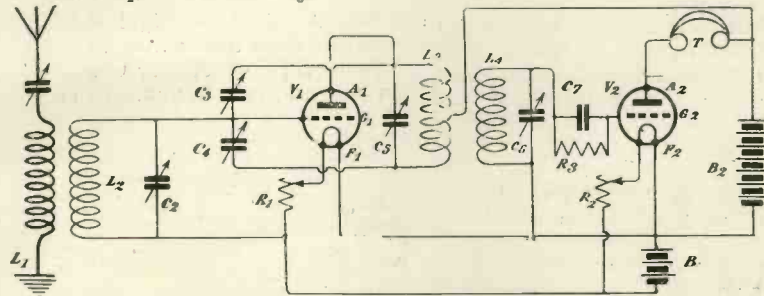 L3 T
C3 V1 A1 L4 C7 V2 A2
G1 G2
C4 C5 C6
F1 R3 F2 B2
L2 C2
R1 R2
L1 B